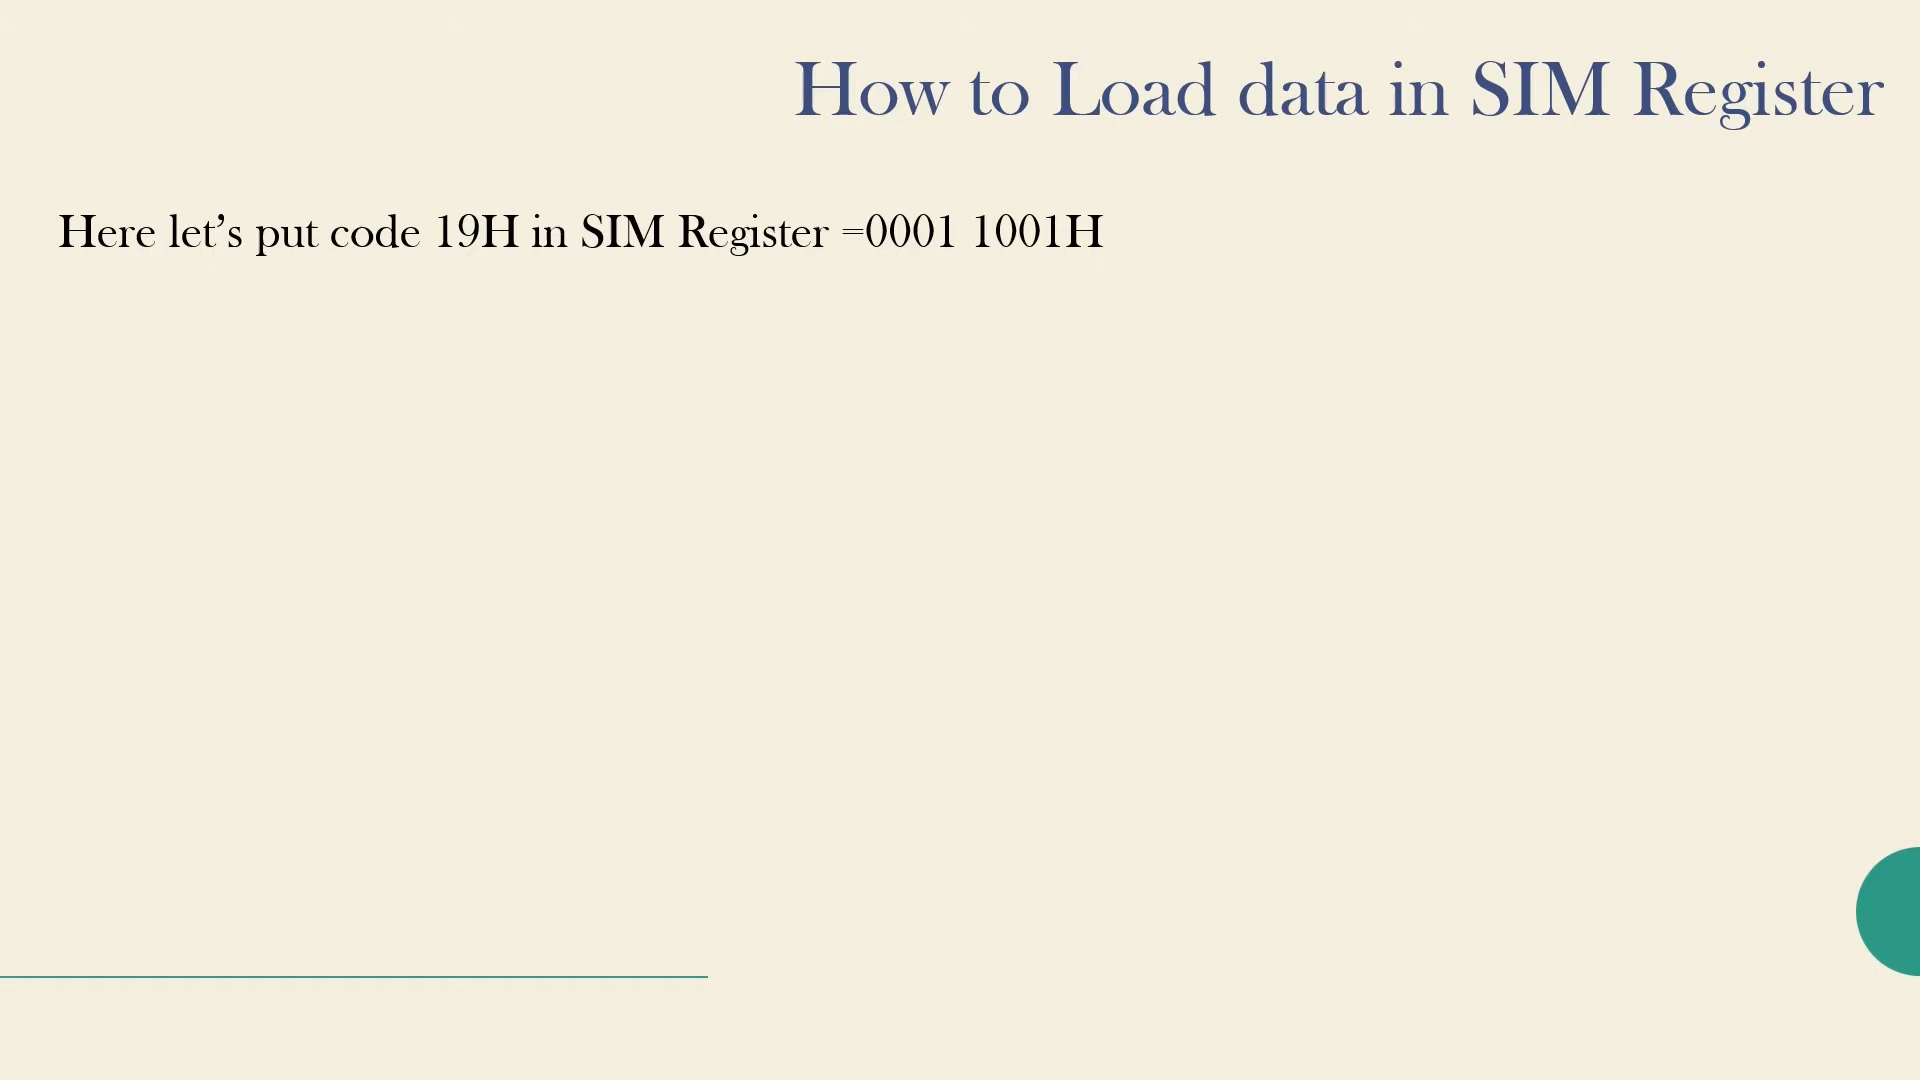 How to Load data in SIM Register
Here let’s put code 19H in SIM Register =0001 1001H